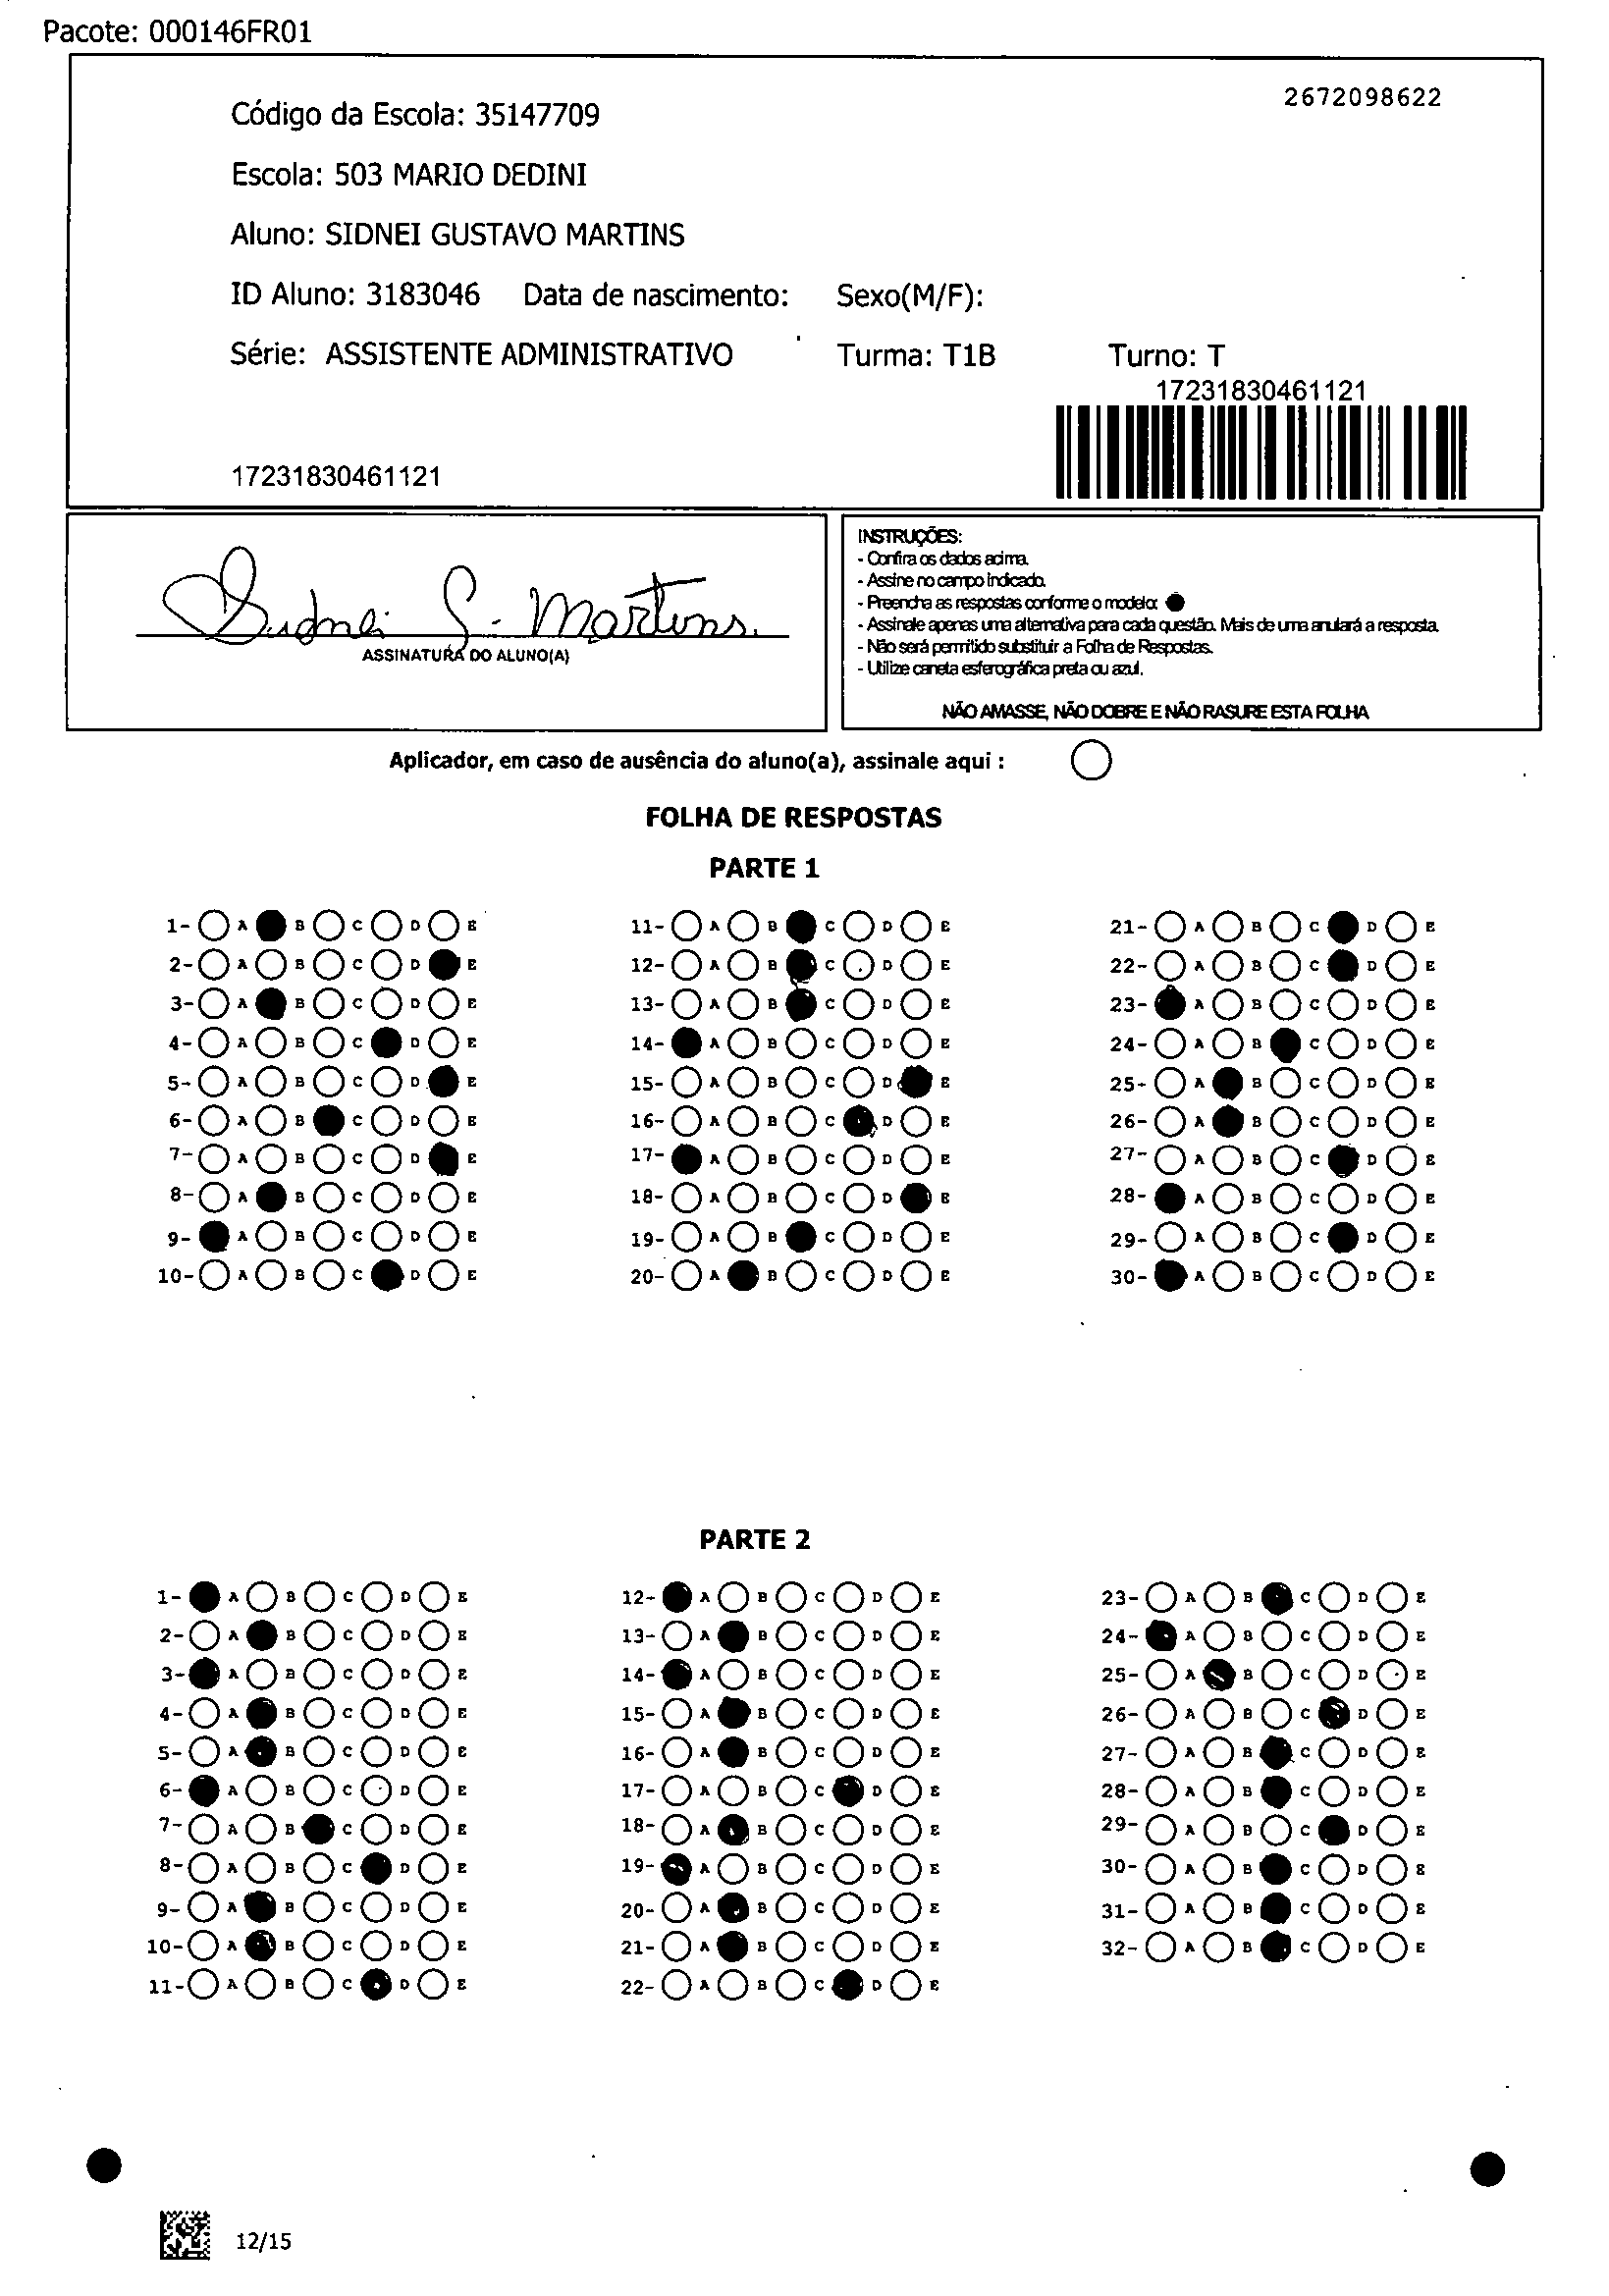 Pacote: 000146FR01
2672098622
Código da Escola: 35147709
Escola: 503 MARIO DEDINI
Aluno: SIDNEI GUSTAVO MARTINS
ID Aluno: 3183046 Data de nascimento: Sexo(M/F):
Série: ASSISTENTE ADMINISTRATIVO Turma: T1B Turno: T
17231830461121
17231830461121
Sidnei G. Martins.
ASSINATURA DO ALUNO(A)
INSTRUÇÕES:
- Confira os dados acima.
- Assine no campo indicado.
- Preencha as respostas conforme o modelo:
- Assinale apenas uma alternativa para cada questão. Mais de uma anulará a resposta.
- Não será permitido substituir a Folha de Respostas.
- Utilize caneta esferográfica preta ou azul.
NÃO AMASSE, NÃO DOBRE E NÃO RASURE ESTA FOLHA
Aplicador, em caso de ausência do aluno(a), assinale aqui :
FOLHA DE RESPOSTAS
PARTE 1
1- A B C D E 11- A B C D E 21- A B C D E
2- A B C D E 12- A B C D E 22- A B C D E
3- A B C D E 13- A B C D E 23- A B C D E
4- A B C D E 14- A B C D E 24- A B C D E
5- A B C D E 15- A B C D E 25- A B C D E
6- A B C D E 16- A B C D E 26- A B C D E
7- A B C D E 17- A B C D E 27- A B C D E
8- A B C D E 18- A B C D E 28- A B C D E
9- A B C D E 19- A B C D E 29- A B C D E
10- A B C D E 20- A B C D E 30- A B C D E
PARTE 2
1- A B C D E 12- A B C D E 23- A B C D E
2- A B C D E 13- A B C D E 24- A B C D E
3- A B C D E 14- A B C D E 25- A B C D E
4- A B C D E 15- A B C D E 26- A B C D E
5- A B C D E 16- A B C D E 27- A B C D E
6- A B C D E 17- A B C D E 28- A B C D E
7- A B C D E 18- A B C D E 29- A B C D E
8- A B C D E 19- A B C D E 30- A B C D E
9- A B C D E 20- A B C D E 31- A B C D E
10- A B C D E 21- A B C D E 32- A B C D E
11- A B C D E 22- A B C D E
12/15